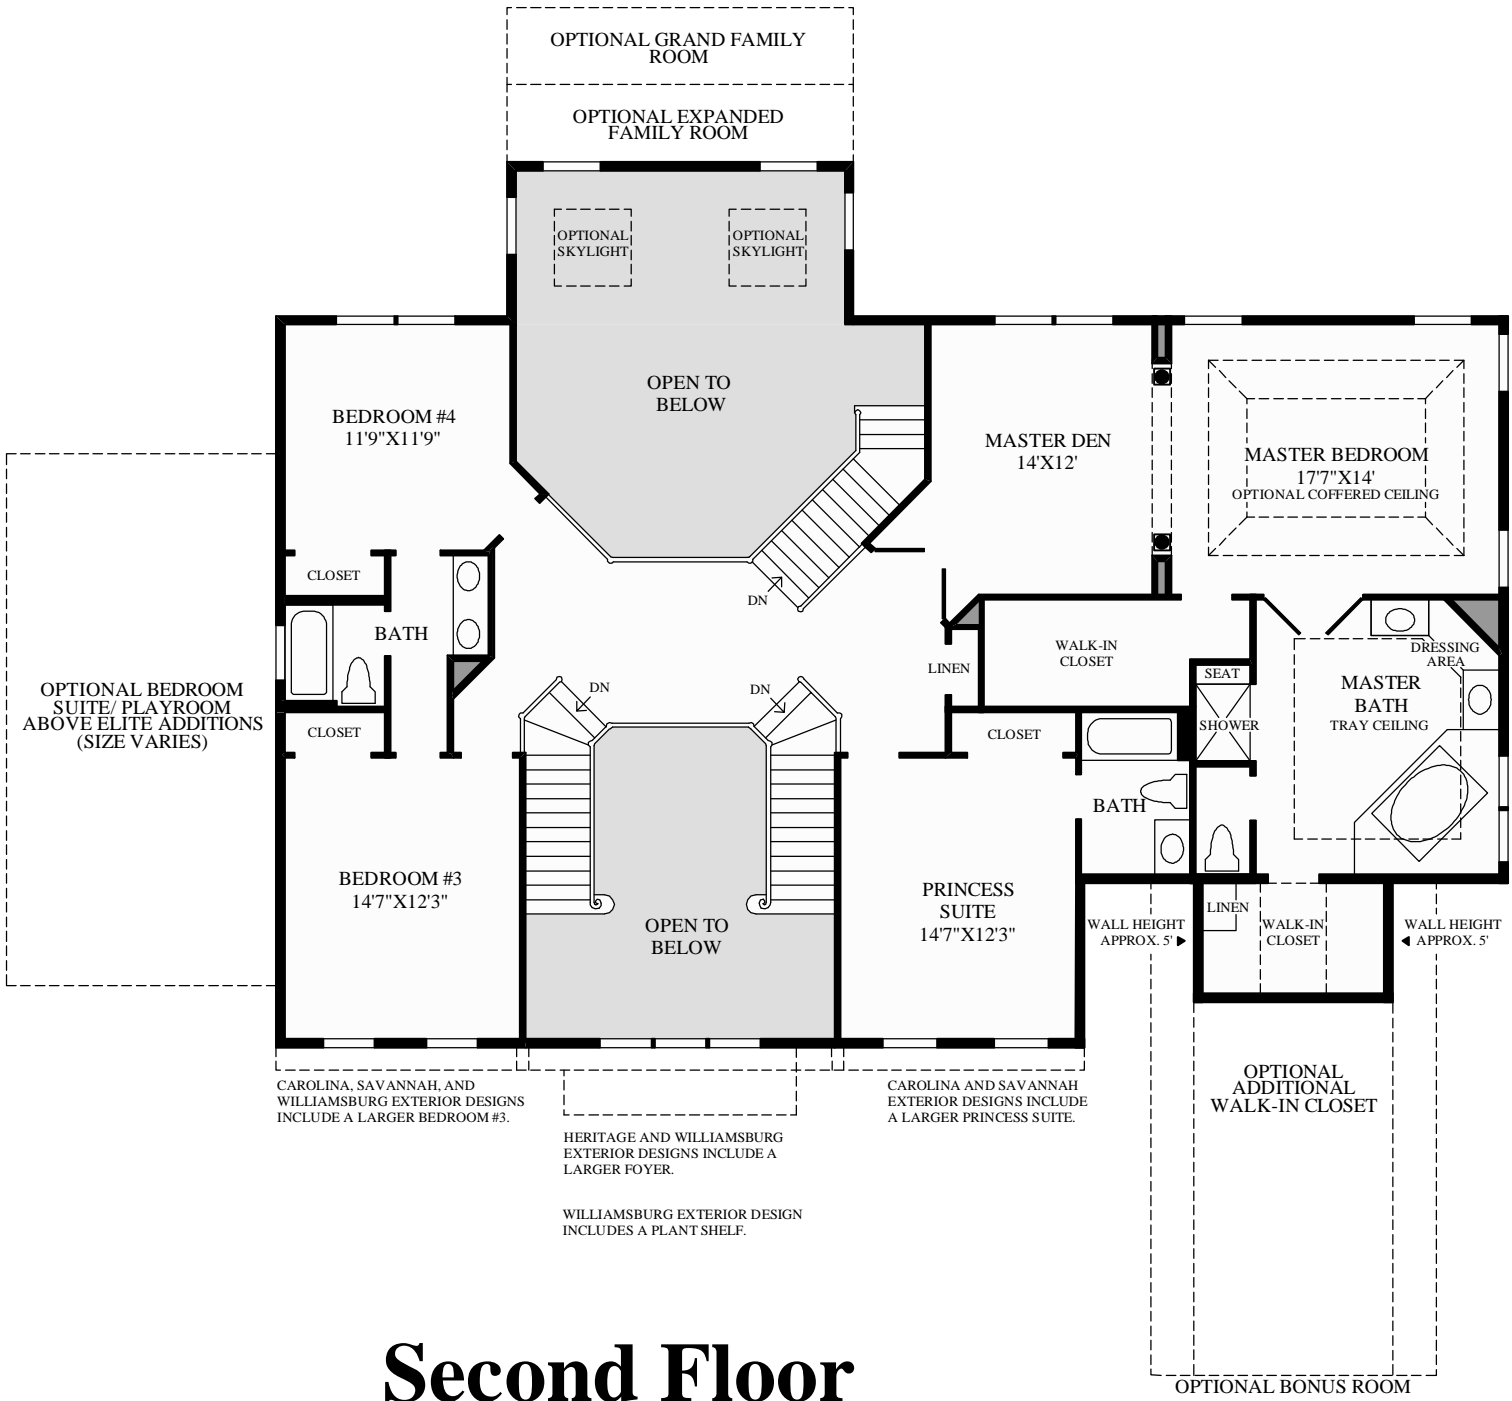 OPTIONAL GRAND FAMILY
ROOM
OPTIONAL EXPANDED
FAMILY ROOM
OPTIONAL
SKYLIGHT
OPTIONAL
SKYLIGHT
OPEN TO
BELOW
BEDROOM #4
11'9"X11'9"
MASTER DEN
14'X12'
MASTER BEDROOM
17'7"X14'
OPTIONAL COFFERED CEILING
CLOSET
DN
BATH
WALK-IN
CLOSET
LINEN
DRESSING
AREA
SEAT
SHOWER
MASTER
BATH
TRAY CEILING
OPTIONAL BEDROOM
SUITE/ PLAYROOM
ABOVE ELITE ADDITIONS
(SIZE VARIES)
DN
DN
CLOSET
CLOSET
BATH
BEDROOM #3
14'7"X12'3"
PRINCESS
SUITE
14'7"X12'3"
OPEN TO
BELOW
WALL HEIGHT
APPROX. 5'
LINEN
WALK-IN
CLOSET
WALL HEIGHT
APPROX. 5'
CAROLINA, SAVANNAH, AND
WILLIAMSBURG EXTERIOR DESIGNS
INCLUDE A LARGER BEDROOM #3.
CAROLINA AND SAVANNAH
EXTERIOR DESIGNS INCLUDE
A LARGER PRINCESS SUITE.
OPTIONAL
ADDITIONAL
WALK-IN CLOSET
HERITAGE AND WILLIAMSBURG
EXTERIOR DESIGNS INCLUDE A
LARGER FOYER.
WILLIAMSBURG EXTERIOR DESIGN
INCLUDES A PLANT SHELF.
Second Floor
OPTIONAL BONUS ROOM